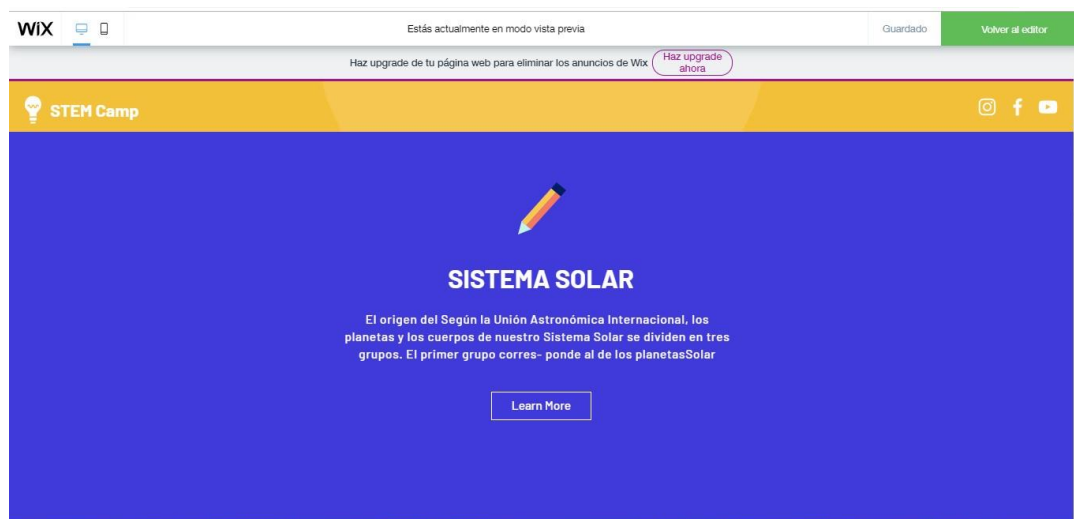 WiX
Estás actualmente en modo vista previa
Guardado
Volver al editor
Haz upgrade de tu página web para eliminar los anuncios de Wix
Haz upgrade
ahora
STEM Camp
SISTEMA SOLAR
El origen del Según la Unión Astronómica Internacional, los
planetas y los cuerpos de nuestro Sistema Solar se dividen en tres
grupos. El primer grupo corres- ponde al de los planetasSolar
Learn More